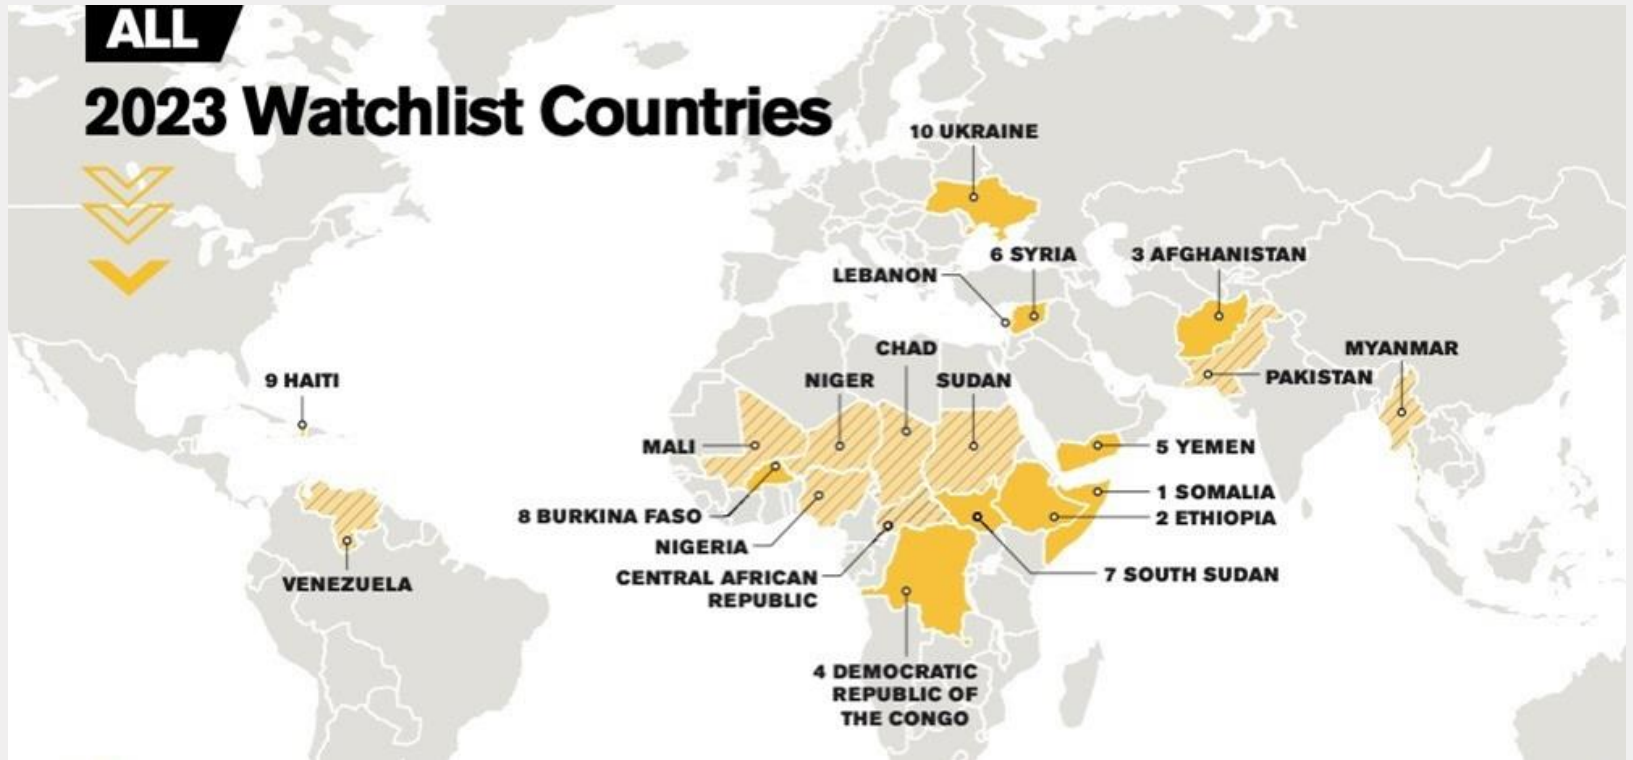 ALL
2023 Watchlist Countries
10 UKRAINE
6 SYRIA
3 AFGHANISTAN
LEBANON
CHAD
MYANMAR
9 HAITI
NIGER
SUDAN
PAKISTAN
MALI
5 YEMEN
1 SOMALIA
8 BURKINA FASO
2 ETHIOPIA
NIGERIA
VENEZUELA
CENTRAL AFRICAN
REPUBLIC
7 SOUTH SUDAN
4 DEMOCRATIC
REPUBLIC OF
THE CONGO